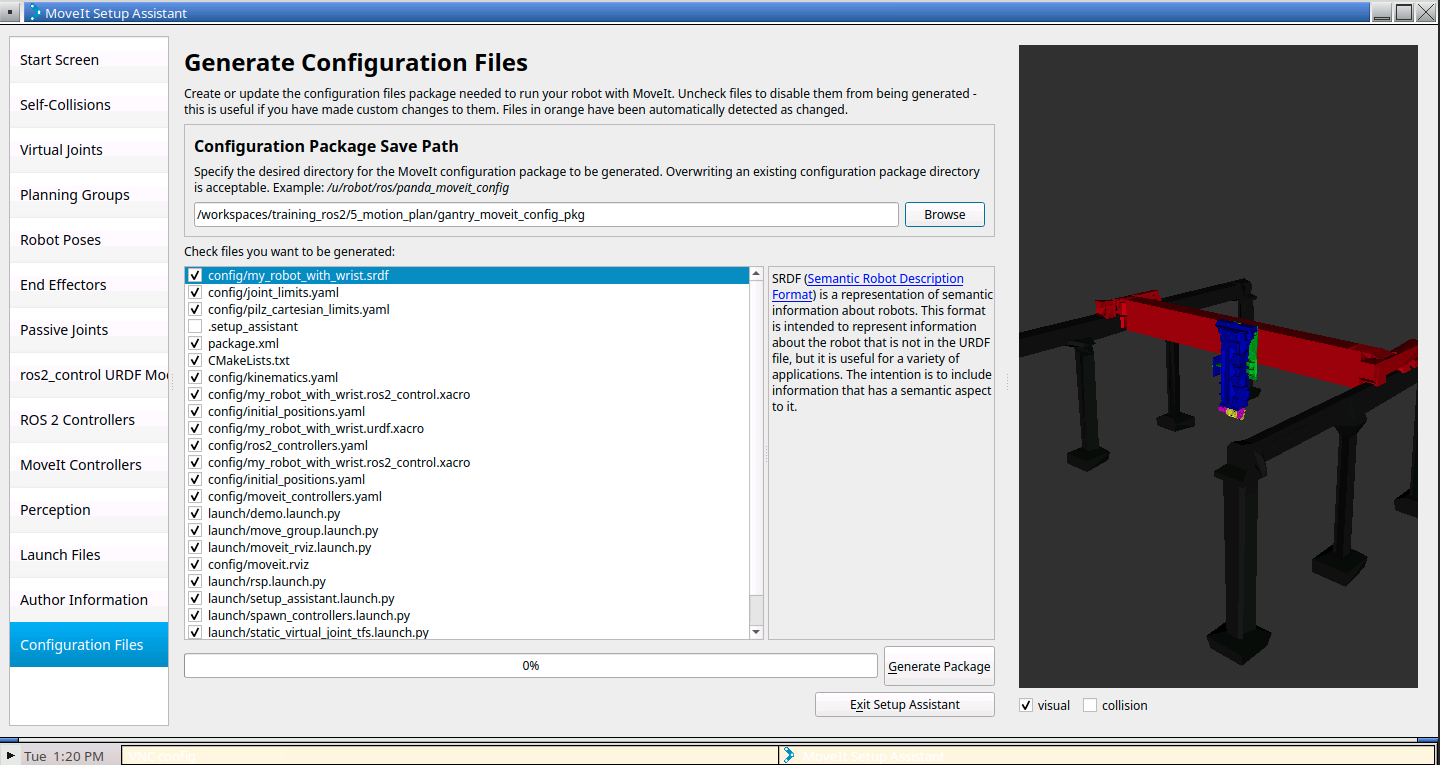 MoveIt Setup Assistant
Start Screen
Self-Collisions
Virtual Joints
Planning Groups
Robot Poses
End Effectors
Passive Joints
ros2_control URDF Mo
ROS 2 Controllers
MoveIt Controllers
Perception
Launch Files
Author Information
Configuration Files
Generate Configuration Files
Create or update the configuration files package needed to run your robot with MoveIt. Uncheck files to disable them from being generated -
this is useful if you have made custom changes to them. Files in orange have been automatically detected as changed.
Configuration Package Save Path
Specify the desired directory for the MoveIt configuration package to be generated. Overwriting an existing configuration package directory
is acceptable. Example: /u/robot/ros/panda_moveit_config
/workspaces/training_ros2/5_motion_plan/gantry_moveit_config_pkg
Browse
Check files you want to be generated:
config/my_robot_with_wrist.srdf
config/joint_limits.yaml
config/pilz_cartesian_limits.yaml
.setup_assistant
package.xml
CMakeLists.txt
config/kinematics.yaml
config/my_robot_with_wrist.ros2_control.xacro
config/initial_positions.yaml
config/my_robot_with_wrist.urdf.xacro
config/ros2_controllers.yaml
config/my_robot_with_wrist.ros2_control.xacro
config/initial_positions.yaml
config/moveit_controllers.yaml
launch/demo.launch.py
launch/move_group.launch.py
launch/moveit_rviz.launch.py
config/moveit.rviz
launch/rsp.launch.py
launch/setup_assistant.launch.py
launch/spawn_controllers.launch.py
launch/static_virtual_joint_tfs.launch.py
SRDF (Semantic Robot Description
Format) is a representation of semantic
information about robots. This format
is intended to represent information
about the robot that is not in the URDF
file, but it is useful for a variety of
applications. The intention is to include
information that has a semantic aspect
to it.
0%
Generate Package
Exit Setup Assistant
visual
collision
Tue 1:20 PM
MoveIt Setup Assistant